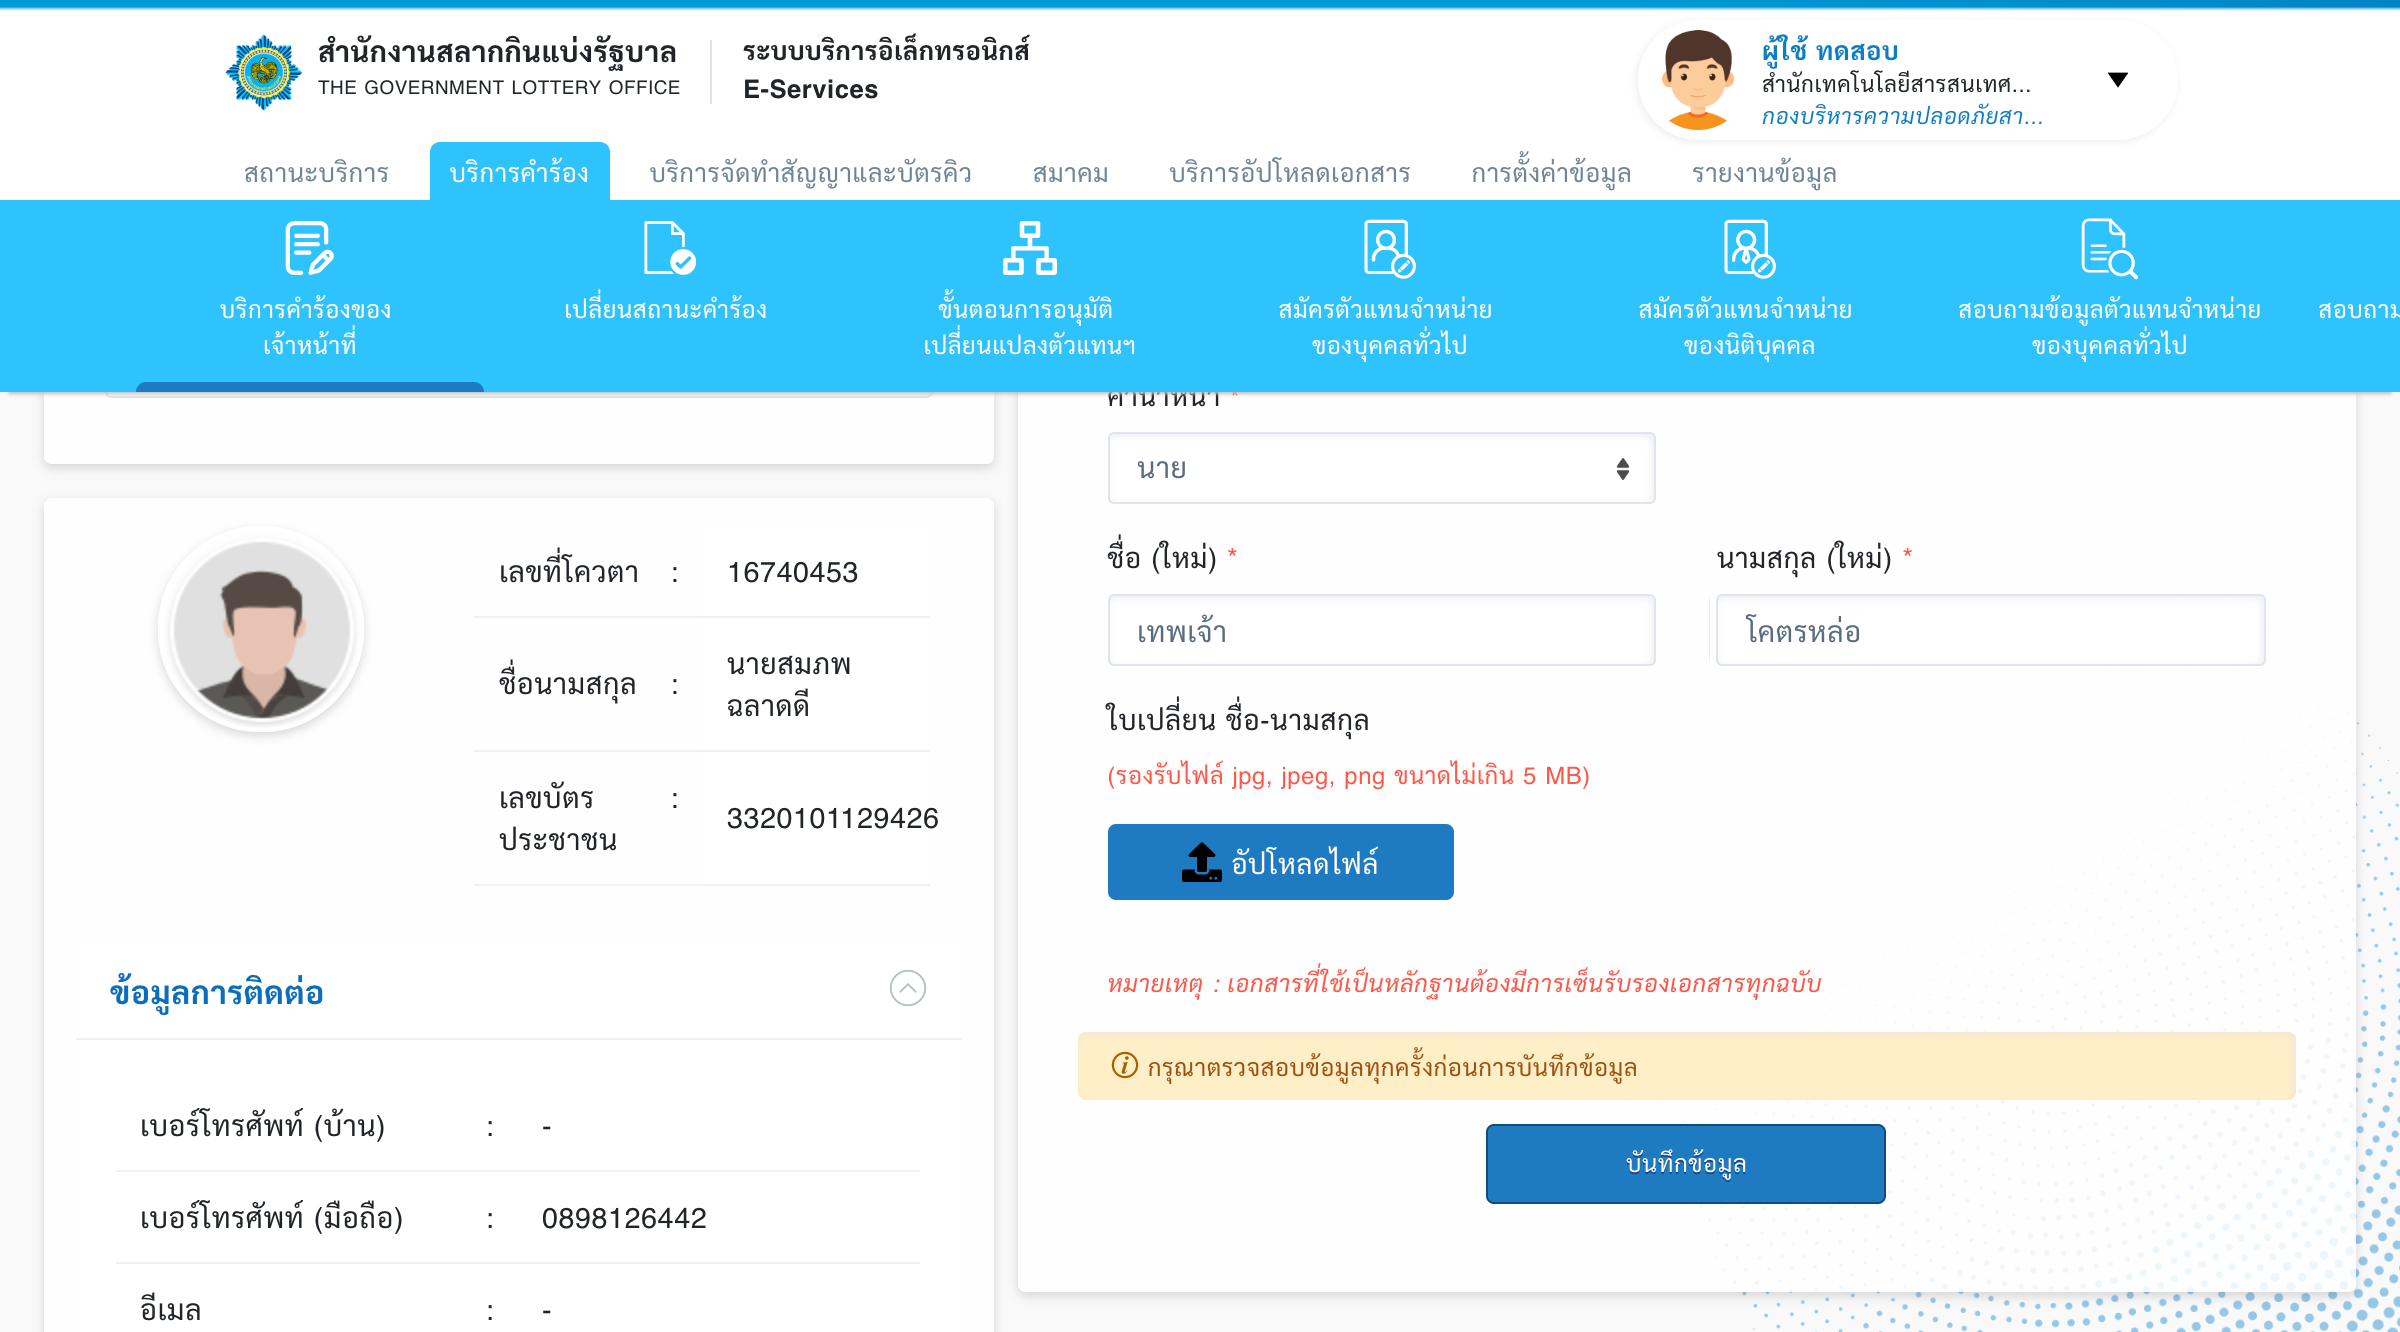 สำนักงานสลากกินแบ่งรัฐบาล
THE GOVERNMENT LOTTERY OFFICE
ระบบบริการอิเล็กทรอนิกส์
E-Services
ผู้ใช้ ทดสอบ
สำนักเทคโนโลยีสารสนเทศ...
กองบริหารความปลอดภัยสา...
สถานะบริการ
บริการคำร้อง
บริการจัดทำสัญญาและบัตรคิว
สมาคม
บริการอัปโหลดเอกสาร
การตั้งค่าข้อมูล
รายงานข้อมูล
บริการคำร้องของ
เจ้าหน้าที่
เปลี่ยนสถานะคำร้อง
ขั้นตอนการอนุมัติ
เปลี่ยนแปลงตัวแทนฯ
สมัครตัวแทนจำหน่าย
ของบุคคลทั่วไป
สมัครตัวแทนจำหน่าย
ของนิติบุคคล
สอบถามข้อมูลตัวแทนจำหน่าย
ของบุคคลทั่วไป
สอบถาม
เลขที่โควตา : 16740453
ชื่อนามสกุล : นายสมภพ
ฉลาดดี
เลขบัตร
ประชาชน : 3320101129426
ข้อมูลการติดต่อ
เบอร์โทรศัพท์ (บ้าน) : -
เบอร์โทรศัพท์ (มือถือ) : 0898126442
อีเมล : -
คำนำหน้า *
นาย
ชื่อ (ใหม่) *
นามสกุล (ใหม่) *
เทพเจ้า
โคตรหล่อ
ใบเปลี่ยน ชื่อ-นามสกุล
(รองรับไฟล์ jpg, jpeg, png ขนาดไม่เกิน 5 MB)
อัปโหลดไฟล์
หมายเหตุ : เอกสารที่ใช้เป็นหลักฐานต้องมีการเซ็นรับรองเอกสารทุกฉบับ
กรุณาตรวจสอบข้อมูลทุกครั้งก่อนการบันทึกข้อมูล
บันทึกข้อมูล